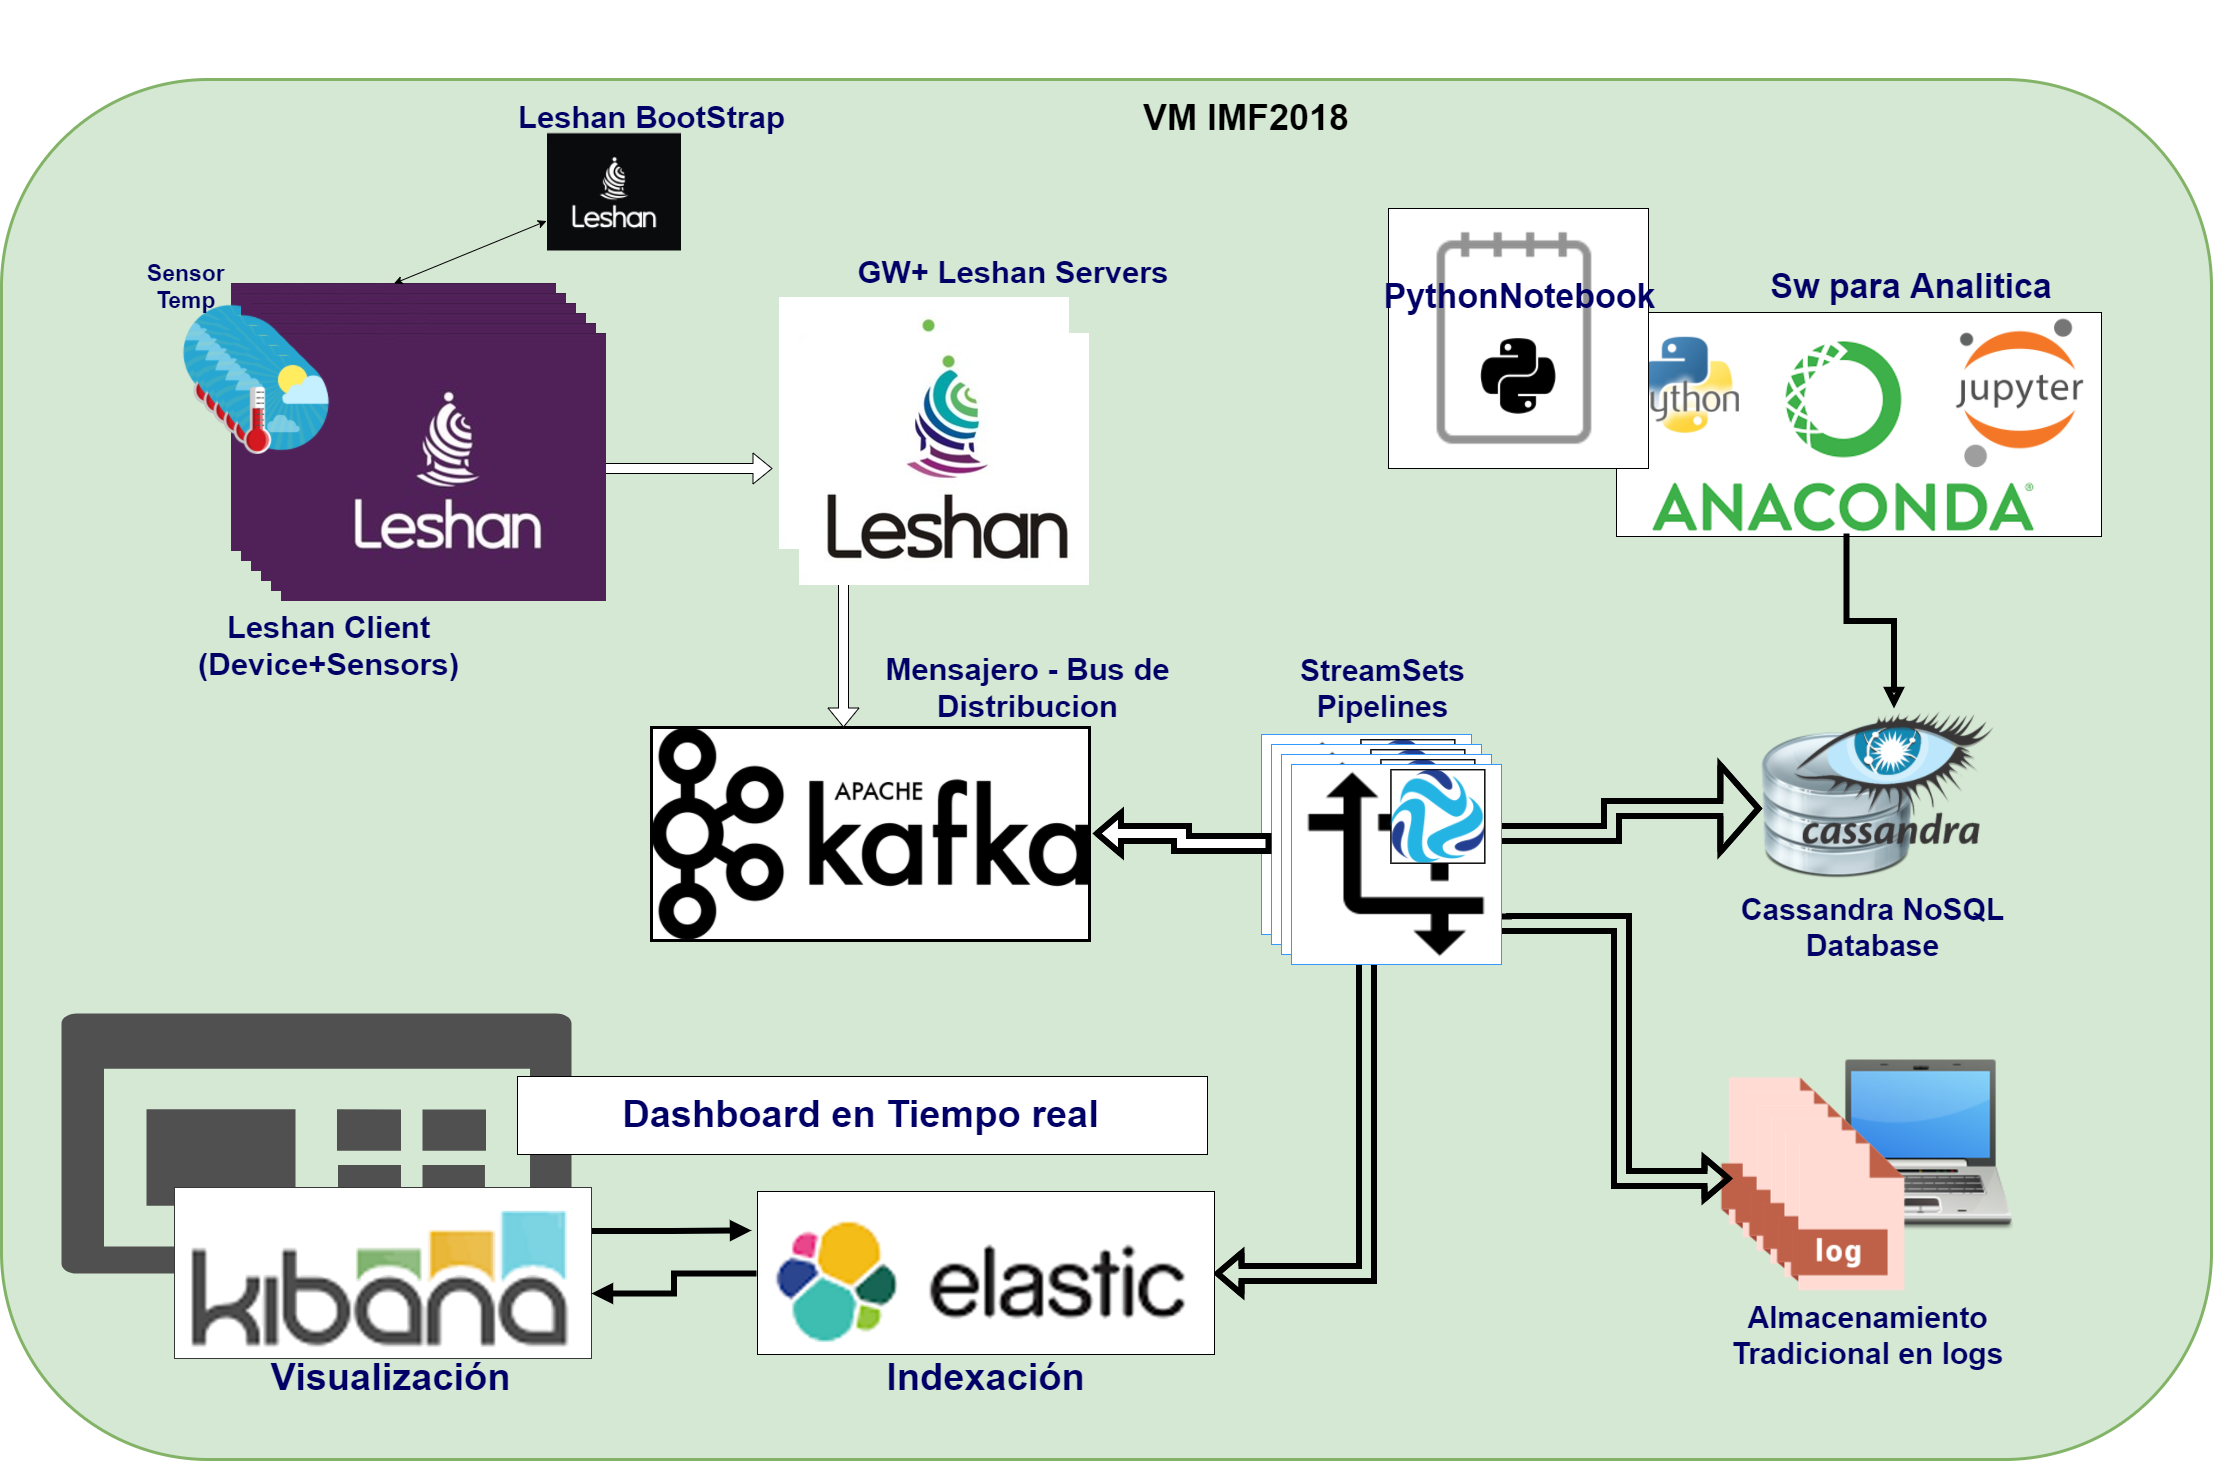 VM IMF2018
Leshan BootStrap
Leshan
Sensor
Temp
Leshan
Leshan Client
(Device+Sensors)
GW+ Leshan Servers
Leshan
PythonNotebook
Sw para Analitica
ython
jupyter
ANACONDA®
Mensajero - Bus de
Distribucion
APACHE
kafka
StreamSets
Pipelines
cassandra
Cassandra NoSQL
Database
Dashboard en Tiempo real
kibana
Visualización
elastic
Indexación
log
Almacenamiento
Tradicional en logs